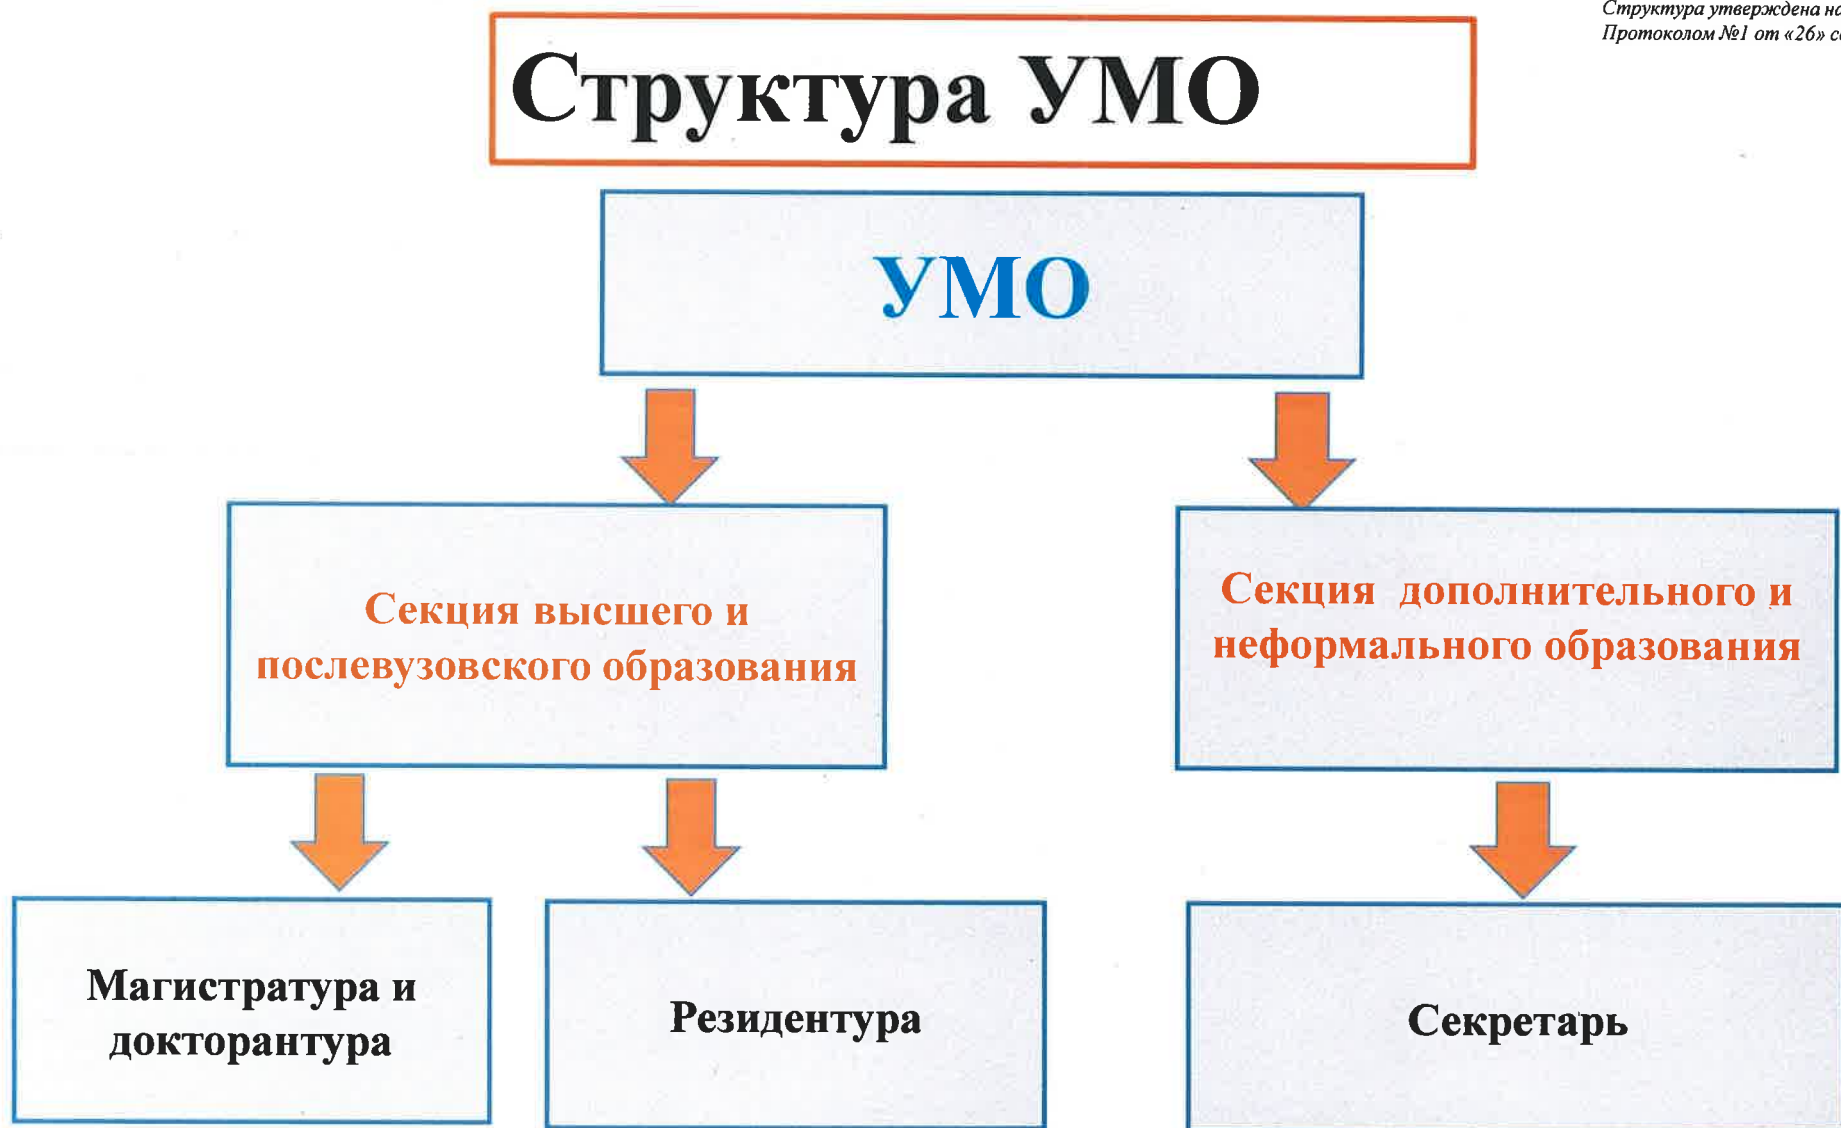 Структура утверждена
Протоколом №1 от «26»
Структура УМО
УМО
Секция высшего и
послевузовского образования
Секция дополнительного и
неформального образования
Магистратура и
докторантура
Резидентура
Секретарь